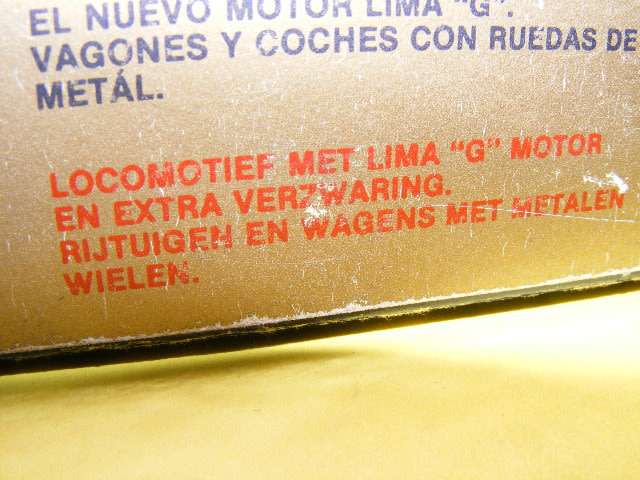 EL NUEVO MOTOR LIMA "G".
VAGONES Y COCHES CON RUEDAS DE
METÁL.
LOCOMOTIEF MET LIMA "G" MOTOR
EN EXTRA VERZWARING.
RIJTUIGEN EN WAGENS MET METALEN
WIELEN.